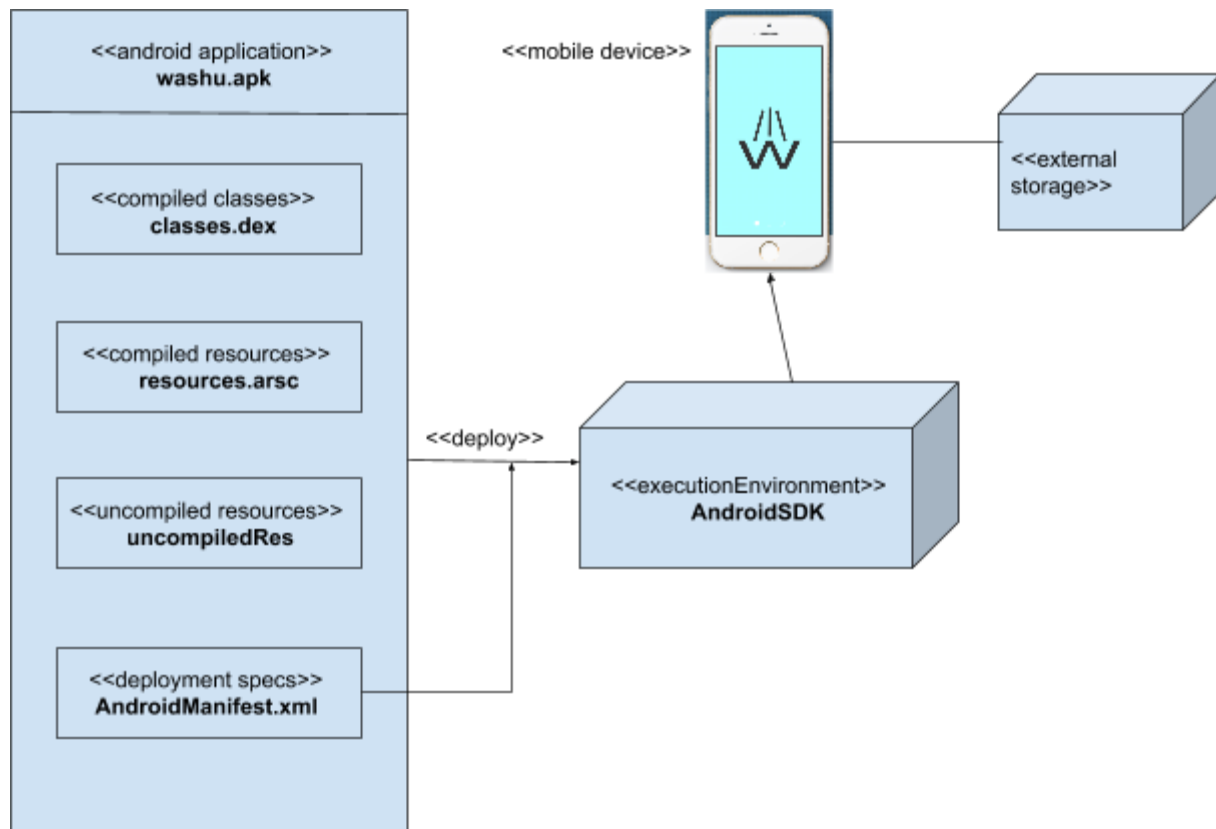 <<android application>>
washu.apk
<<compiled classes>>
classes.dex
<<compiled resources>>
resources.arsc
<<uncompiled resources>>
uncompiledRes
<<deployment specs>>
AndroidManifest.xml
<<deploy>>
<<mobile device>>
W
<<external
storage>>
<<executionEnvironment>>
AndroidSDK